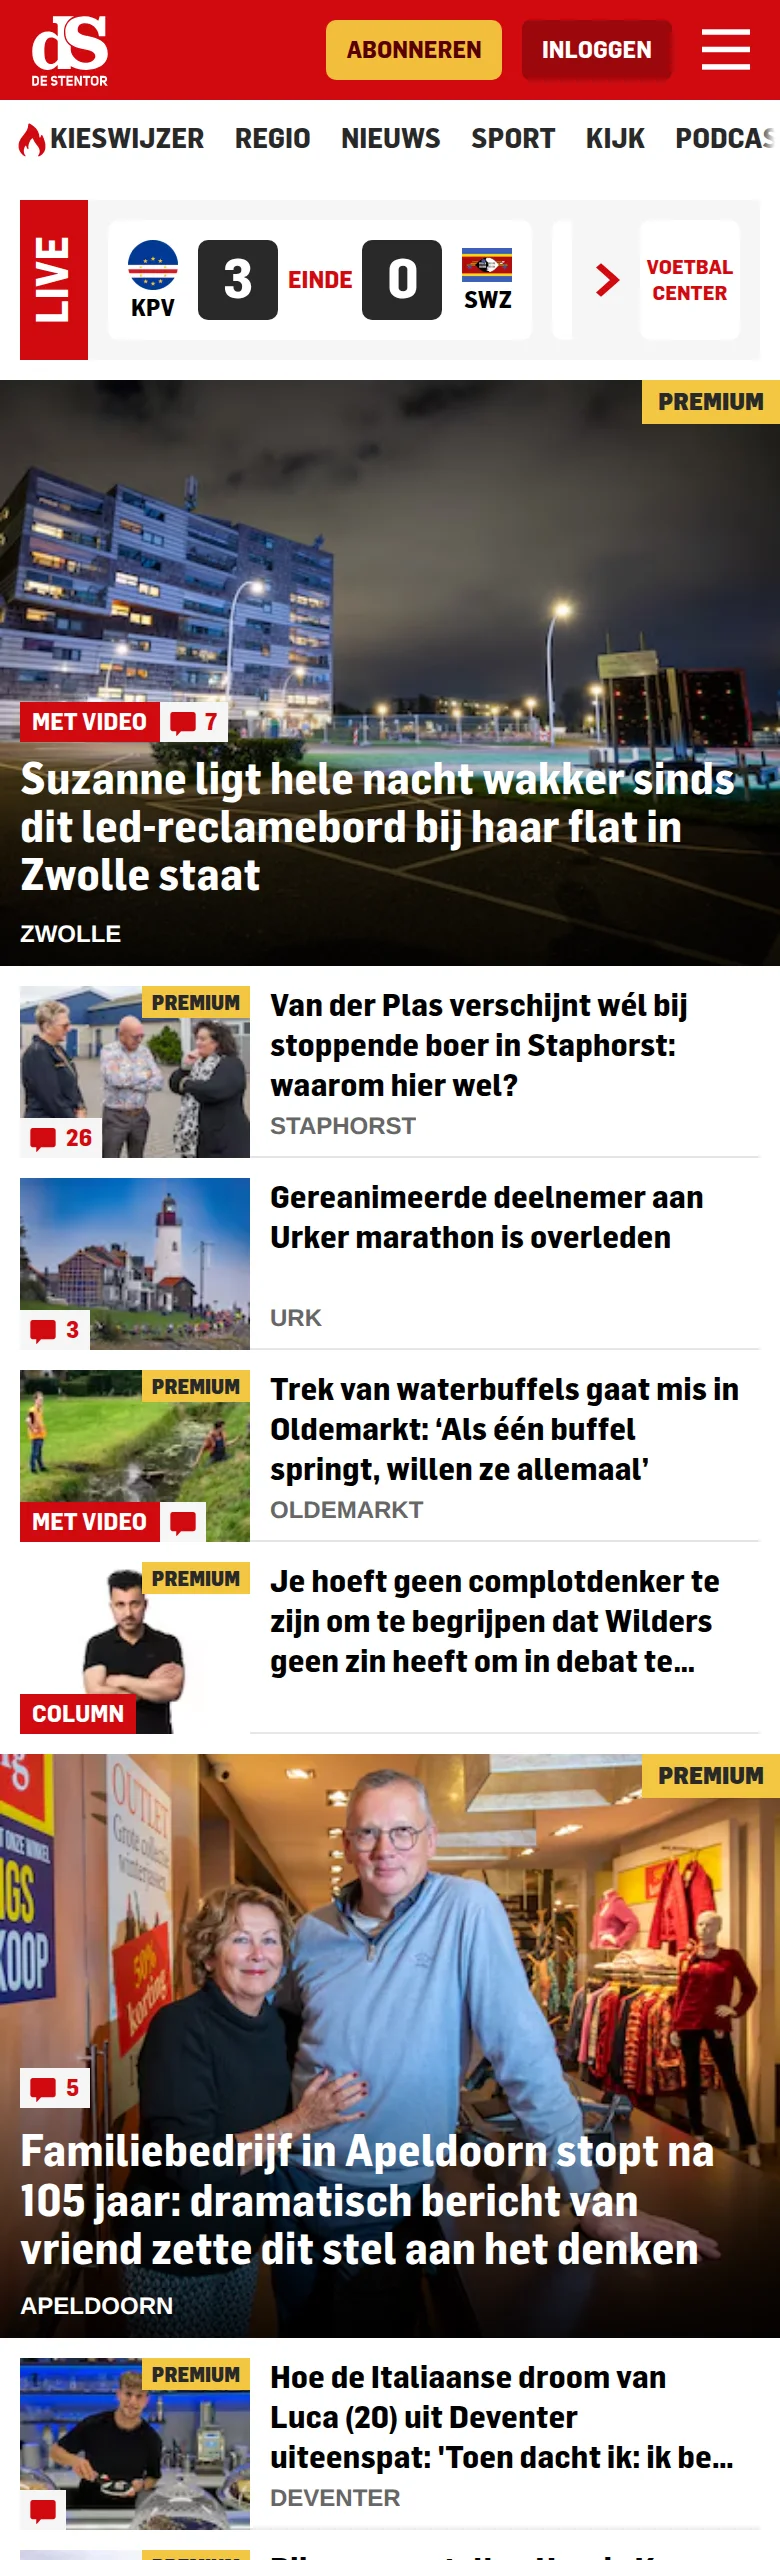 dS
DE STENTOR
ABONNEREN
INLOGGEN
KIESWIJZER REGIO NIEUWS SPORT KIJK PODCAS
LIVE
KPV
3
EINDE
0
SWZ
VOETBAL
CENTER
PREMIUM
MET VIDEO
7
Suzanne ligt hele nacht wakker sinds
dit led-reclamebord bij haar flat in
Zwolle staat
ZWOLLE
PREMIUM
26
Van der Plas verschijnt wél bij
stoppende boer in Staphorst:
waarom hier wel?
STAPHORST
3
Gereanimeerde deelnemer aan
Urker marathon is overleden
URK
PREMIUM
MET VIDEO
Trek van waterbuffels gaat mis in
Oldemarkt: ‘Als één buffel
springt, willen ze allemaal’
OLDEMARKT
PREMIUM
COLUMN
Je hoeft geen complotdenker te
zijn om te begrijpen dat Wilders
geen zin heeft om in debat te...
PREMIUM
OUTLET
Grote collectie
winterjassen
50%
korting
ONZE WINKEL
KOOP
5
Familiebedrijf in Apeldoorn stopt na
105 jaar: dramatisch bericht van
vriend zette dit stel aan het denken
APELDOORN
PREMIUM
Hoe de Italiaanse droom van
Luca (20) uit Deventer
uiteenspat: 'Toen dacht ik: ik be...
DEVENTER